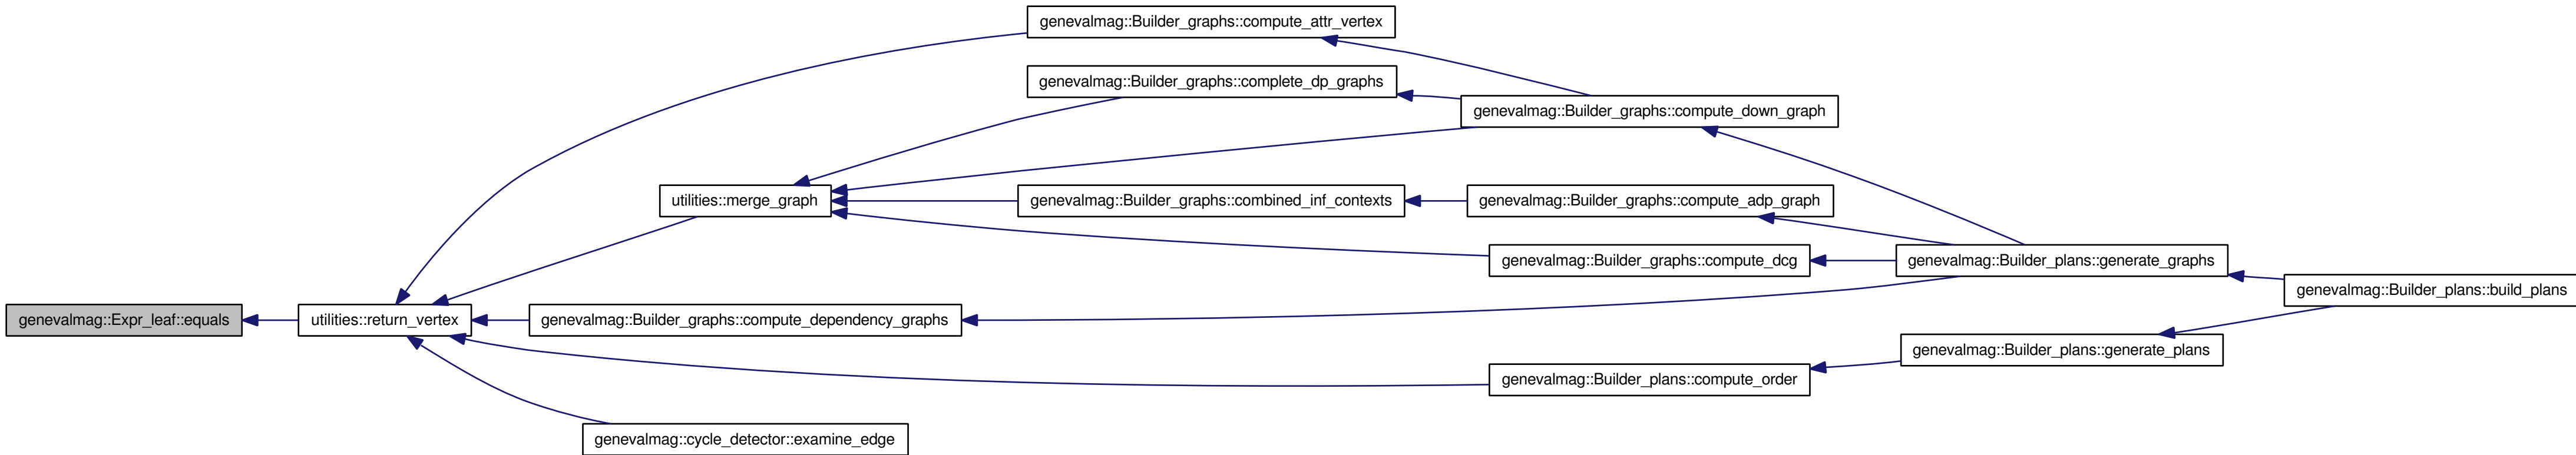 genevalmag::Builder_graphs::compute_attr_vertex
genevalmag::Builder_graphs::complete_dp_graphs
genevalmag::Builder_graphs::compute_down_graph
utilities::merge_graph
genevalmag::Builder_graphs::combined_inf_contexts
genevalmag::Builder_graphs::compute_adp_graph
genevalmag::Builder_graphs::compute_dcg
genevalmag::Builder_plans::generate_graphs
genevalmag::Builder_plans::build_plans
genevalmag::Expr_leaf::equals
utilities::return_vertex
genevalmag::Builder_graphs::compute_dependency_graphs
genevalmag::Builder_plans::generate_plans
genevalmag::Builder_plans::compute_order
genevalmag::cycle_detector::examine_edge